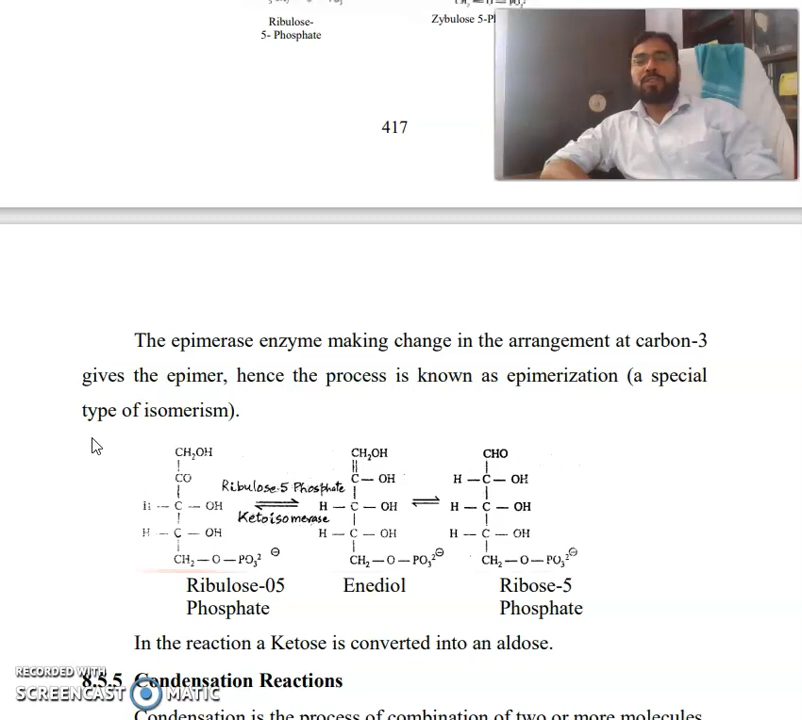 Ribulose-
5- Phosphate
Zybulose 5-P
417
The epimerase enzyme making change in the arrangement at carbon-3
gives the epimer, hence the process is known as epimerization (a special
type of isomerism).
CH₂OH CH₂OH CHO
CO Ribulose-5 Phosphate C — OH H — C — OH
H — C — OH Ketoisomerase H — C — OH H — C — OH
H — C — OH H — C — OH H — C — OH
CH₂ — O — PO₃²⊖ CH₂ — O — PO₃²⊖ CH₂ — O — PO₃²⊖
Ribulose-05 Enediol Ribose-5
Phosphate Phosphate
In the reaction a Ketose is converted into an aldose.
RECORDED WITH
SCREENCAST MATIC
8.5.5 Condensation Reactions
Condensation is the process of combination of two or more molecules